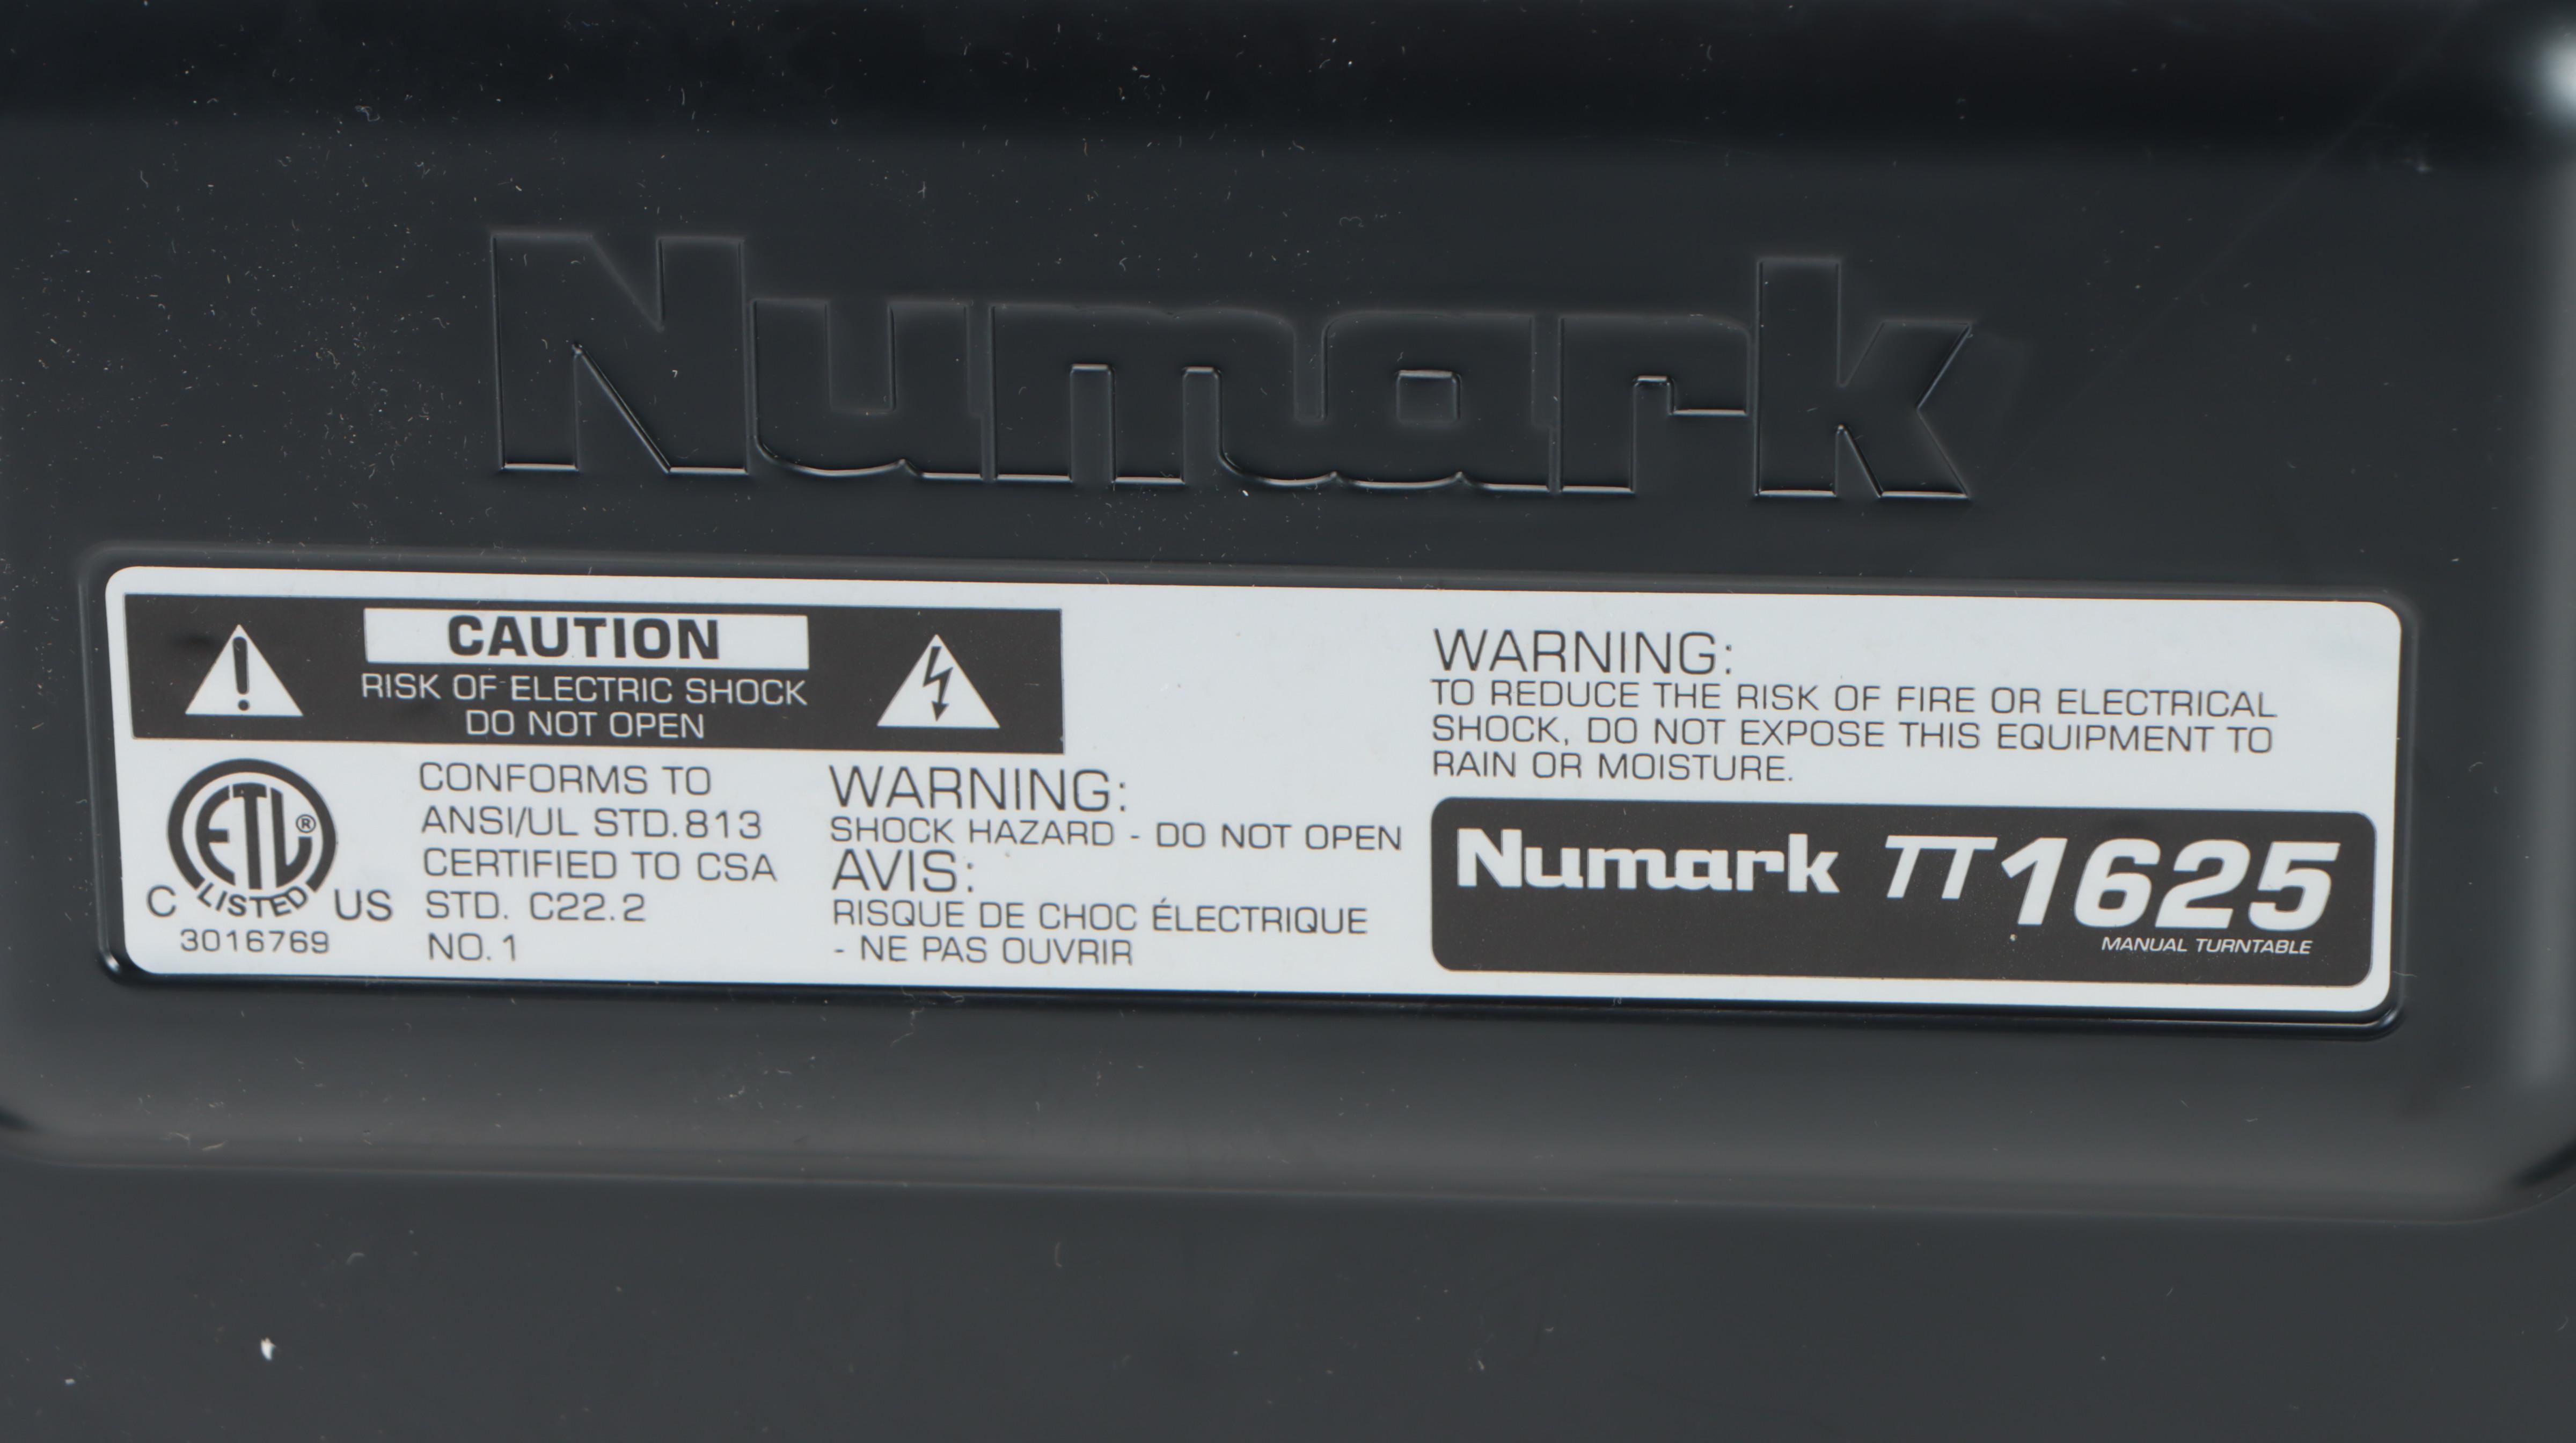 Numark
CAUTION
RISK OF ELECTRIC SHOCK
DO NOT OPEN
ETL®
LISTED
C US
3016769
CONFORMS TO
ANSI/UL STD.813
CERTIFIED TO CSA
STD. C22.2
NO.1
WARNING:
SHOCK HAZARD - DO NOT OPEN
AVIS:
RISQUE DE CHOC ÉLECTRIQUE
- NE PAS OUVRIR
WARNING:
TO REDUCE THE RISK OF FIRE OR ELECTRICAL
SHOCK, DO NOT EXPOSE THIS EQUIPMENT TO
RAIN OR MOISTURE.
Numark TT1625
MANUAL TURNTABLE